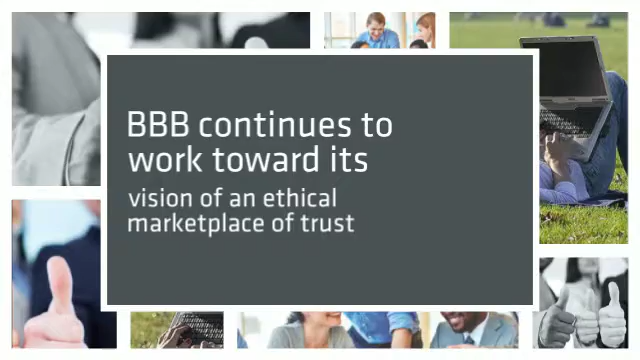 BBB continues to
work toward its
vision of an ethical
marketplace of trust